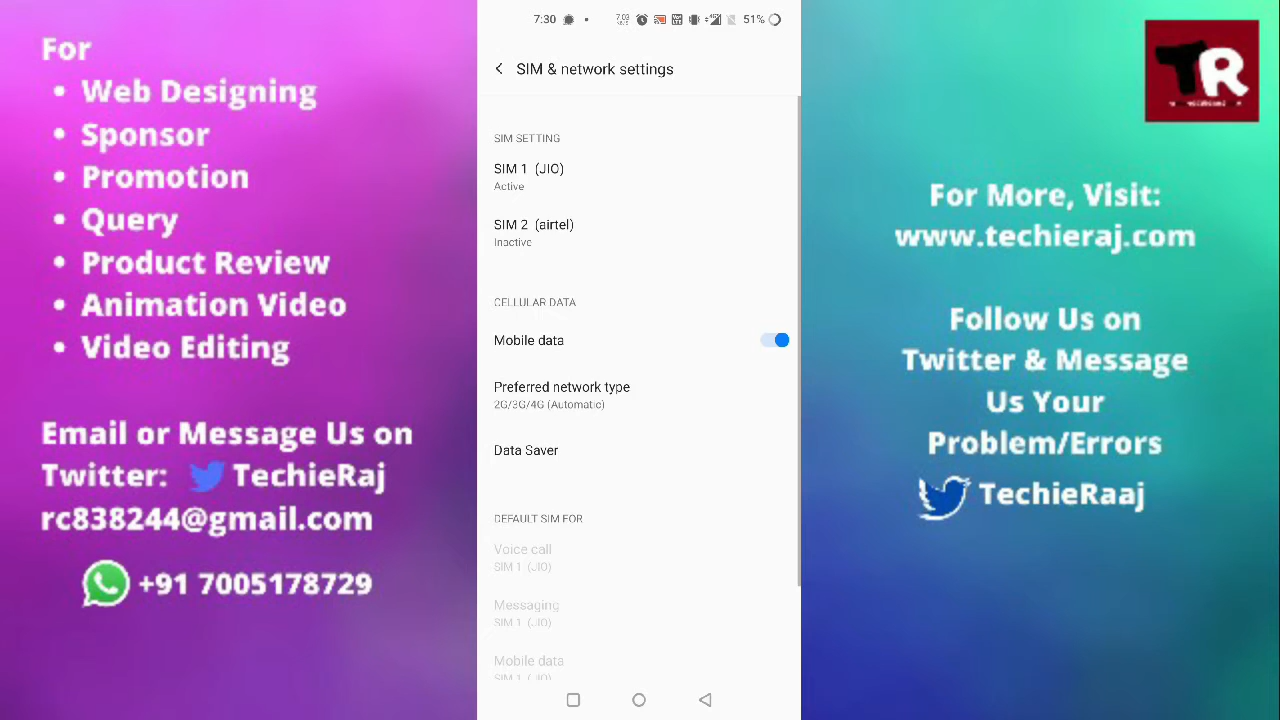 For
• Web Designing
• Sponsor
• Promotion
• Query
• Product Review
• Animation Video
• Video Editing
Email or Message Us on
Twitter: TechieRaj
rc838244@gmail.com
+91 7005178729
7:30
51%
SIM & network settings
SIM SETTING
SIM 1 (JIO)
Active
SIM 2 (airtel)
Inactive
CELLULAR DATA
Mobile data
Preferred network type
2G/3G/4G (Automatic)
Data Saver
DEFAULT SIM FOR
Voice call
SIM 1 (JIO)
Messaging
SIM 1 (JIO)
Mobile data
SIM 1 (JIO)
TR
For More, Visit:
www.techieraj.com
Follow Us on
Twitter & Message
Us Your
Problem/Errors
TechieRaaj